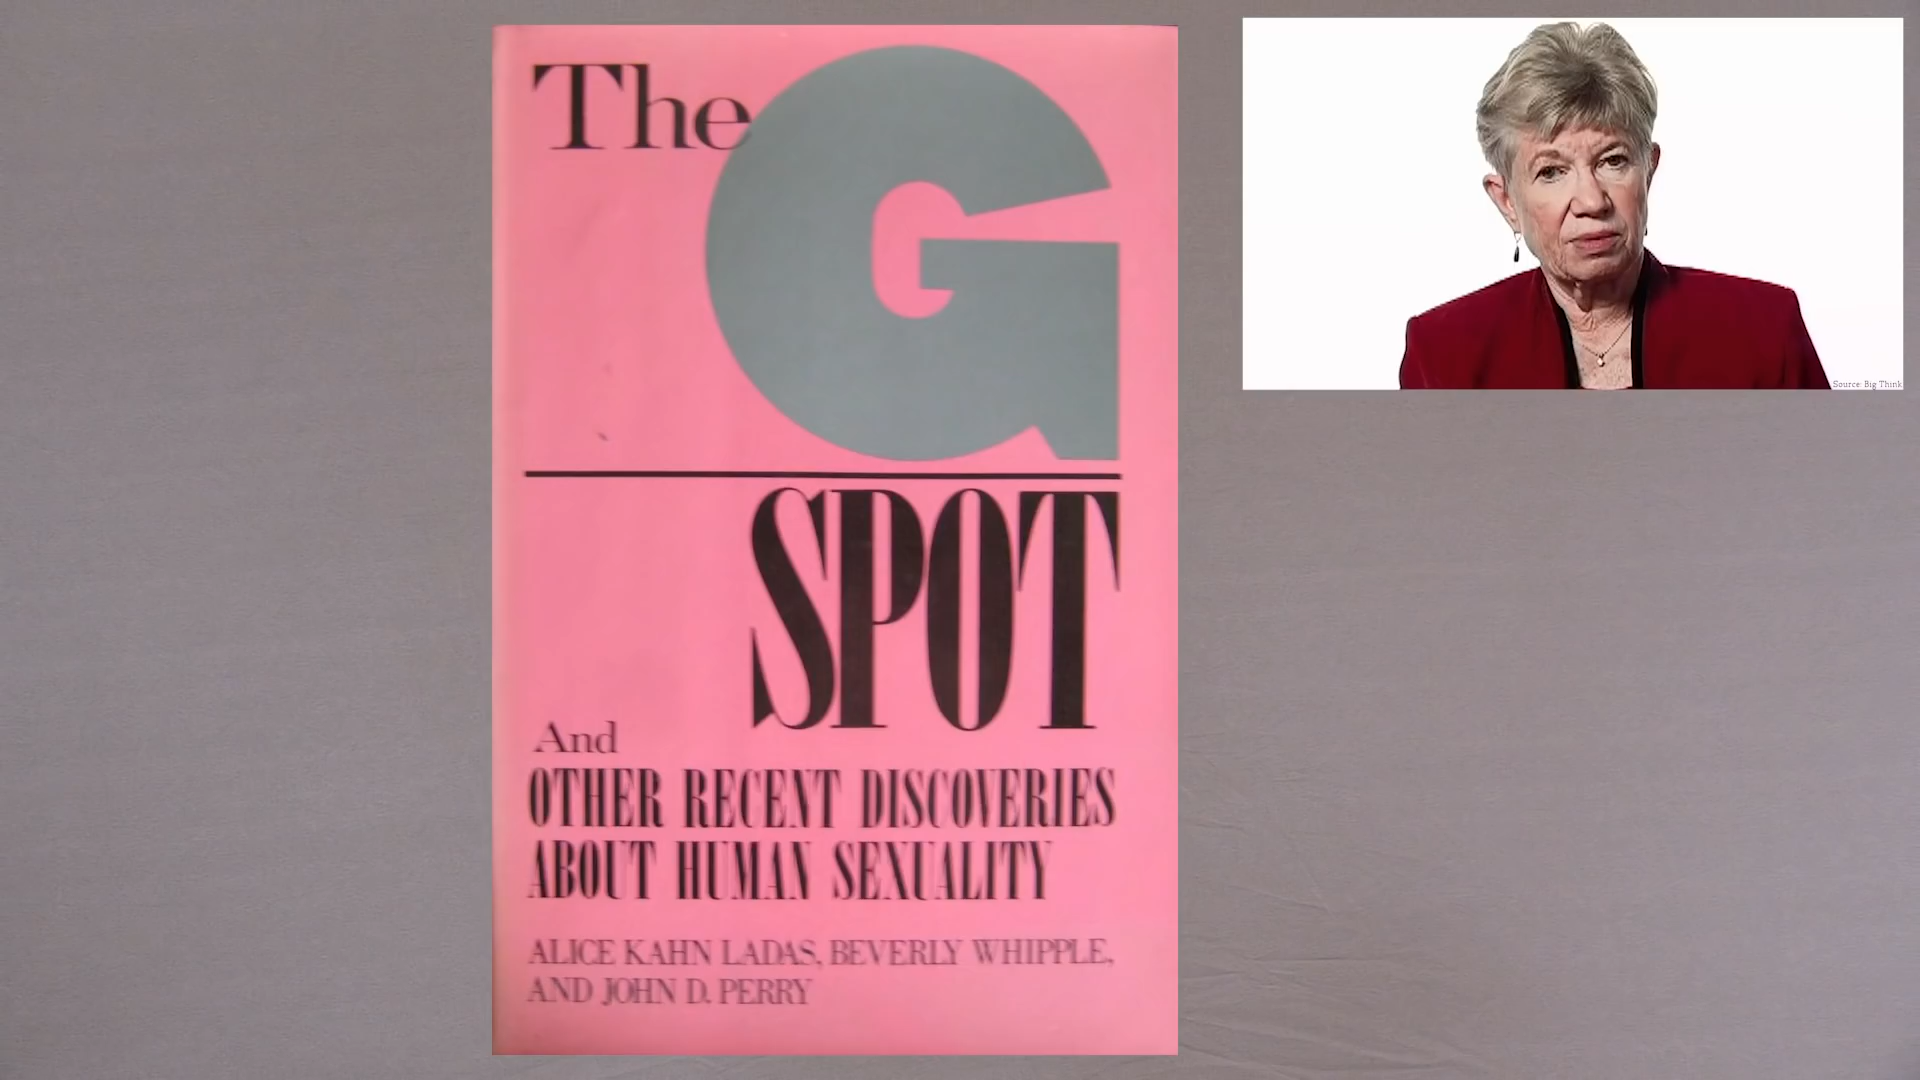 The G
SPOT
And
OTHER RECENT DISCOVERIES
ABOUT HUMAN SEXUALITY
ALICE KAHN LADAS, BEVERLY WHIPPLE,
AND JOHN D. PERRY
Source: Big Think